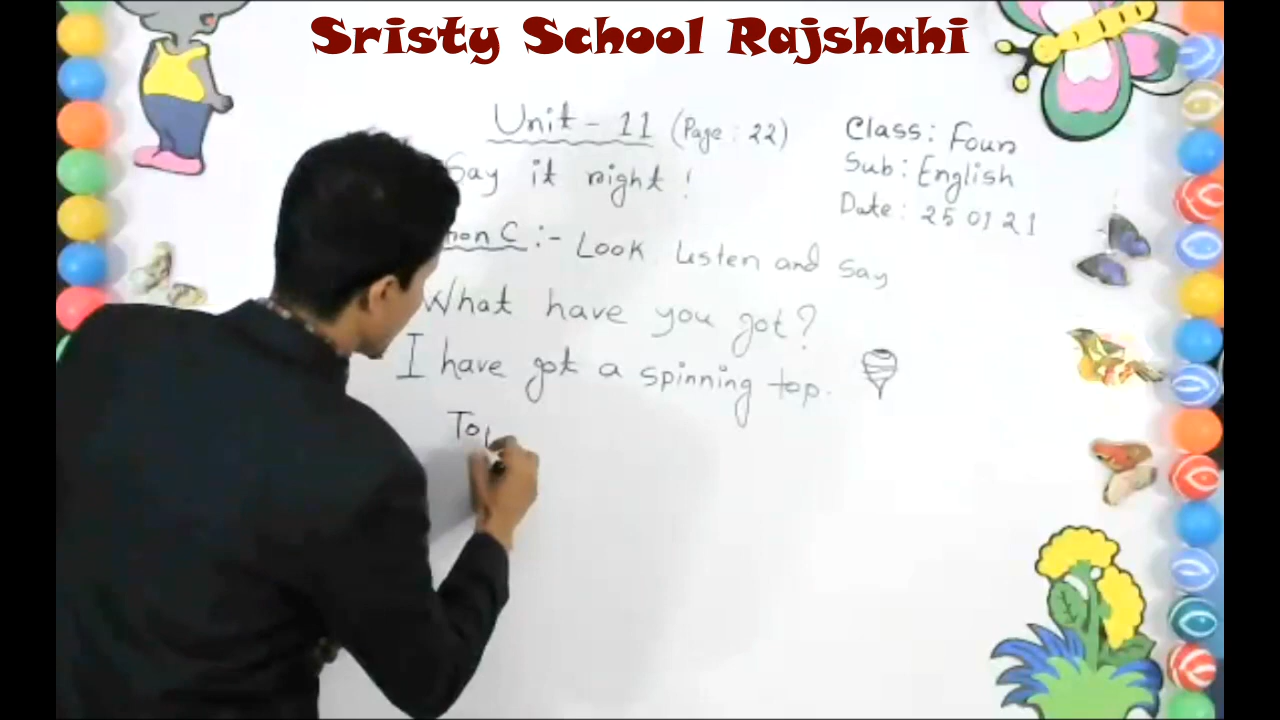 Sristy School Rajshahi
Unit - 11 (Page : 22)
Say it right !
Class: Four
Sub: English
Date: 25 01 21
C :- Look Listen and say
What have you got?
I have got a spinning top.
To